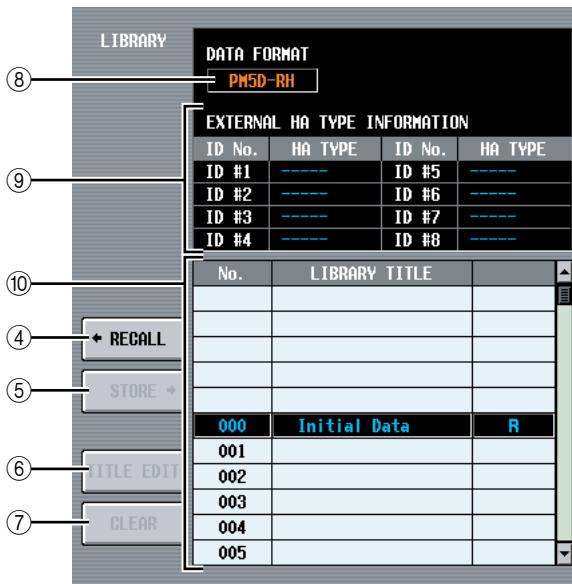 LIBRARY
DATA FORMAT
⑧ PM5D-RH
EXTERNAL HA TYPE INFORMATION
ID No. HA TYPE ID No. HA TYPE
ID #1 ----- ID #5 -----
⑨ ID #2 ----- ID #6 -----
ID #3 ----- ID #7 -----
ID #4 ----- ID #8 -----
⑩ No. LIBRARY TITLE
④ RECALL
⑤ STORE
000 Initial Data R
001
⑥ TITLE EDIT 002
003
⑦ CLEAR 004
005